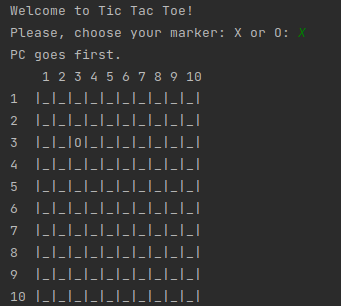 Welcome to Tic Tac Toe!
Please, choose your marker: X or O: X
PC goes first.
    1 2 3 4 5 6 7 8 9 10
1  |_|_|_|_|_|_|_|_|_|_|
2  |_|_|_|_|_|_|_|_|_|_|
3  |_|_|O|_|_|_|_|_|_|_|
4  |_|_|_|_|_|_|_|_|_|_|
5  |_|_|_|_|_|_|_|_|_|_|
6  |_|_|_|_|_|_|_|_|_|_|
7  |_|_|_|_|_|_|_|_|_|_|
8  |_|_|_|_|_|_|_|_|_|_|
9  |_|_|_|_|_|_|_|_|_|_|
10 |_|_|_|_|_|_|_|_|_|_|